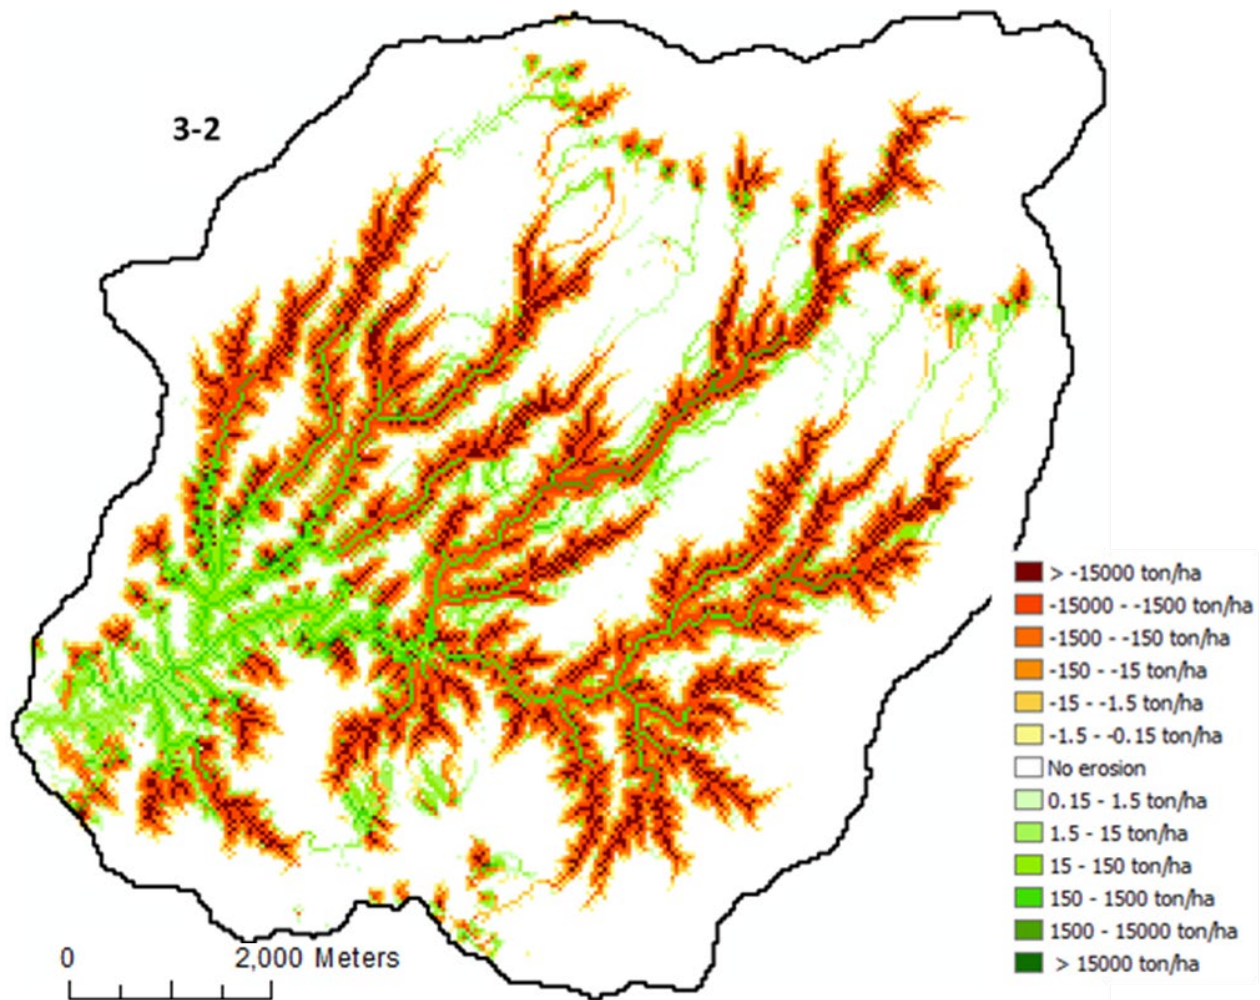 3-2
> -15000 ton/ha
-15000 - -1500 ton/ha
-1500 - -150 ton/ha
-150 - -15 ton/ha
-15 - -1.5 ton/ha
-1.5 - -0.15 ton/ha
No erosion
0.15 - 1.5 ton/ha
1.5 - 15 ton/ha
15 - 150 ton/ha
150 - 1500 ton/ha
1500 - 15000 ton/ha
> 15000 ton/ha
0 2,000 Meters